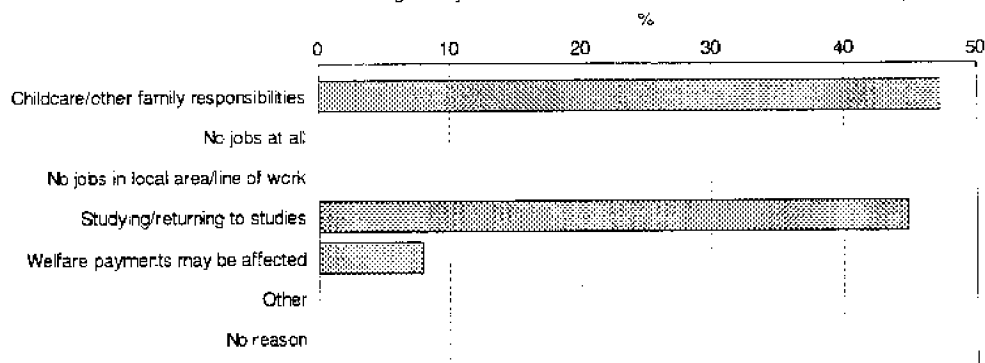 %
0 10 20 30 40 50
Childcare/other family responsibilities
No jobs at all
No jobs in local area/line of work
Studying/returning to studies
Welfare payments may be affected
Other
No reason